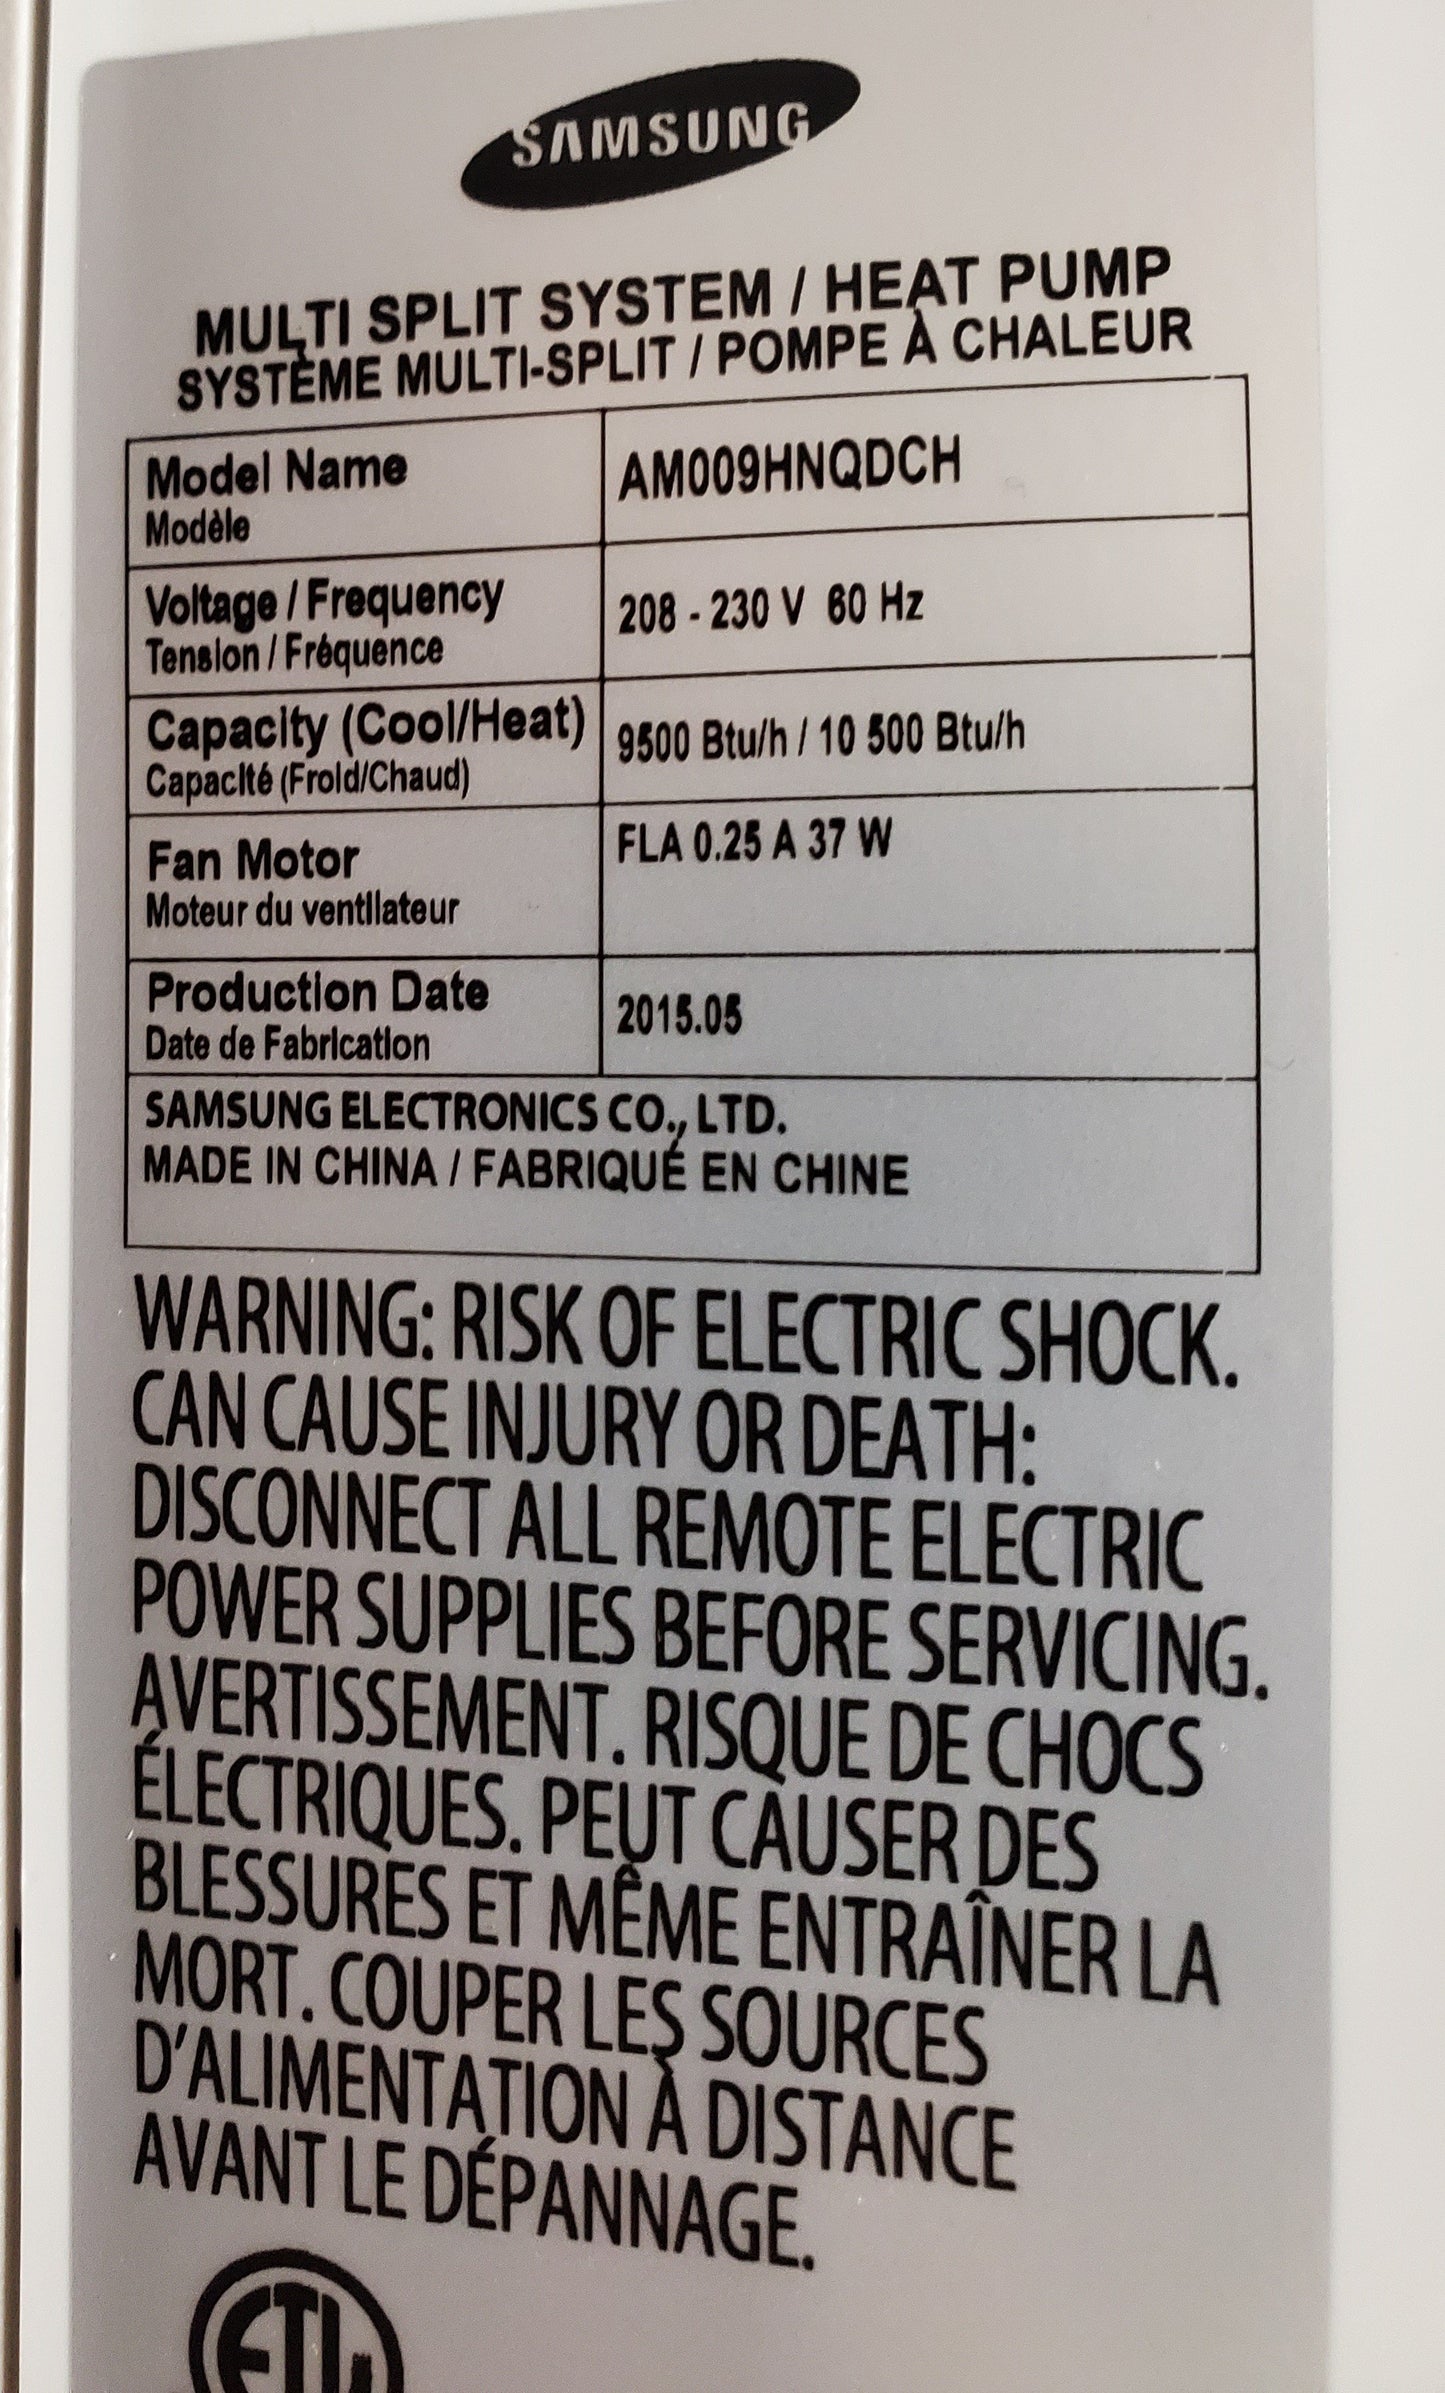 SAMSUNG
MULTI SPLIT SYSTEM / HEAT PUMP
SYSTÈME MULTI-SPLIT / POMPE À CHALEUR
Model Name AM009HNQDCH
Modèle
Voltage / Frequency 208 - 230 V 60 Hz
Tension / Fréquence
Capacity (Cool/Heat) 9500 Btu/h / 10 500 Btu/h
Capacité (Froid/Chaud)
Fan Motor FLA 0.25 A 37 W
Moteur du ventilateur
Production Date 2015.05
Date de Fabrication
SAMSUNG ELECTRONICS CO., LTD.
MADE IN CHINA / FABRIQUÉ EN CHINE
WARNING: RISK OF ELECTRIC SHOCK.
CAN CAUSE INJURY OR DEATH:
DISCONNECT ALL REMOTE ELECTRIC
POWER SUPPLIES BEFORE SERVICING.
AVERTISSEMENT. RISQUE DE CHOCS
ÉLECTRIQUES. PEUT CAUSER DES
BLESSURES ET MÊME ENTRAÎNER LA
MORT. COUPER LES SOURCES
D'ALIMENTATION À DISTANCE
AVANT LE DÉPANNAGE.
ETL